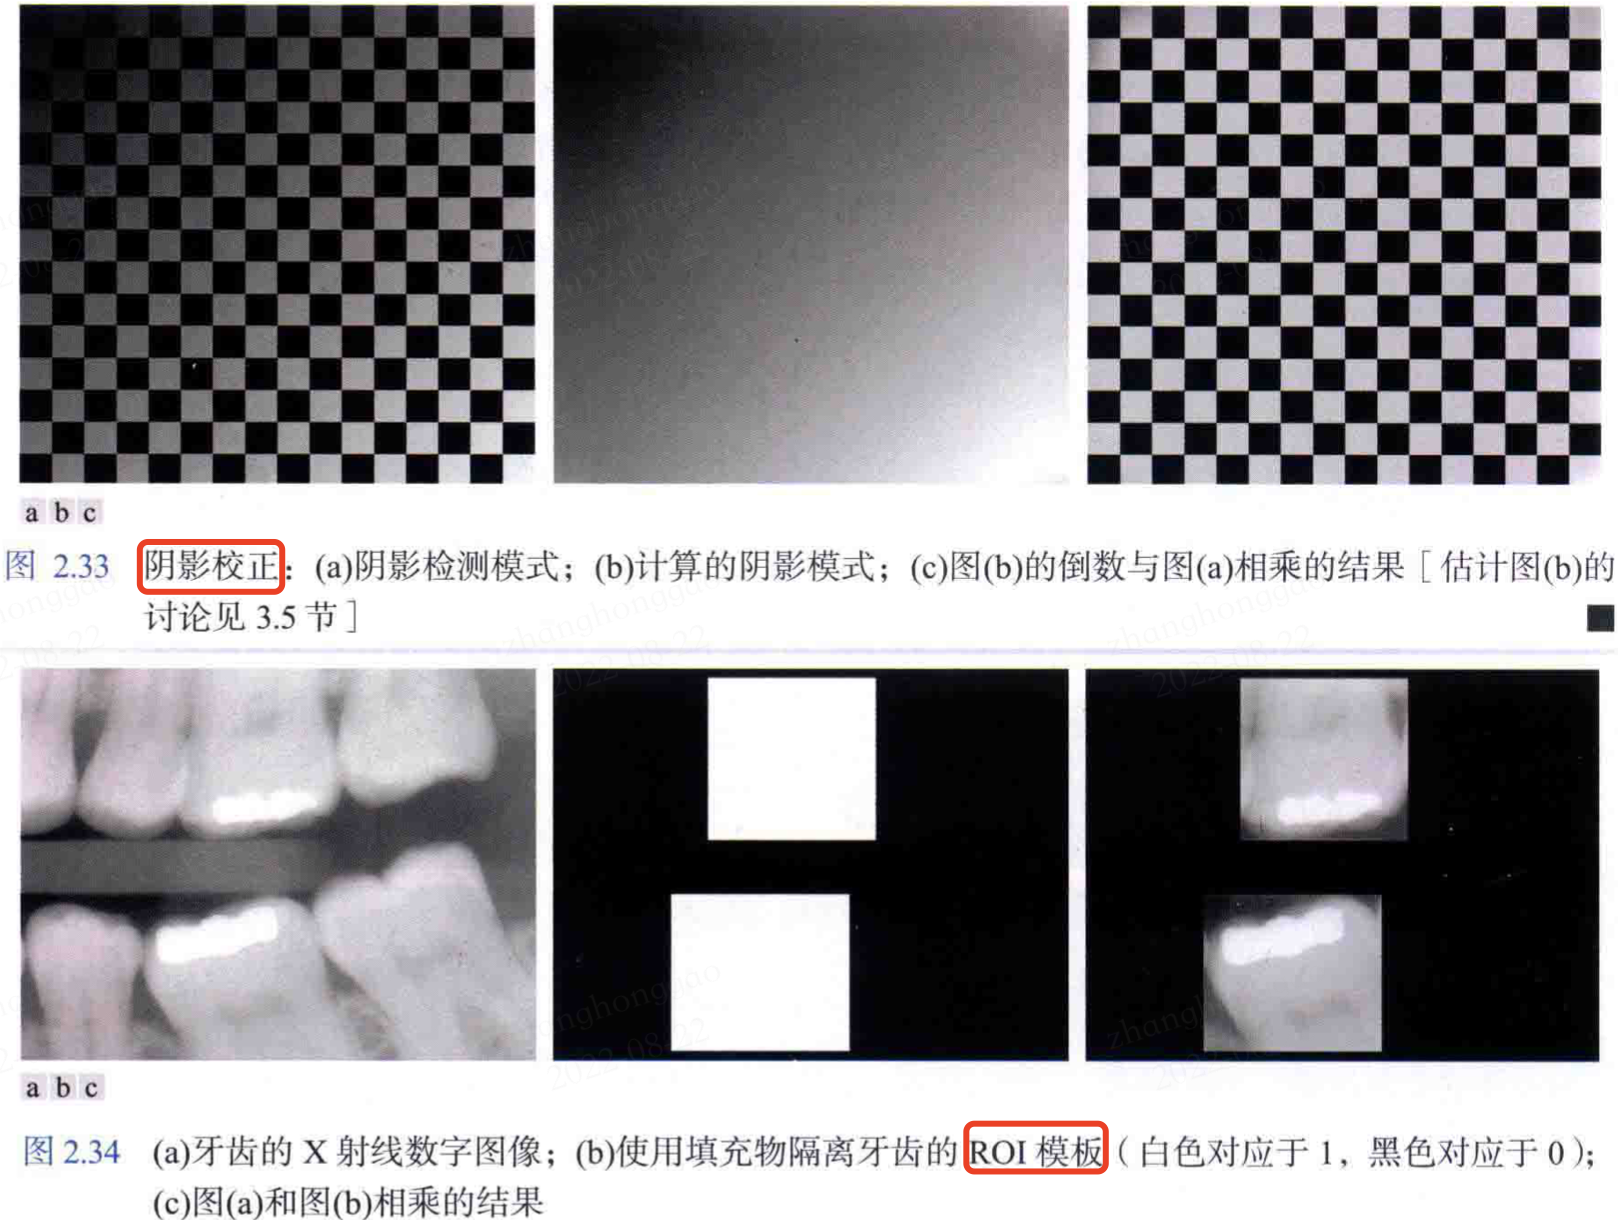 a b c
图 2.33 阴影校正：(a)阴影检测模式；(b)计算的阴影模式；(c)图(b)的倒数与图(a)相乘的结果［估计图(b)的
讨论见 3.5 节］
a b c
图 2.34 (a)牙齿的 X 射线数字图像；(b)使用填充物隔离牙齿的 ROI 模板（白色对应于 1，黑色对应于 0）；
(c)图(a)和图(b)相乘的结果
zhanghonggao
2022-08-22